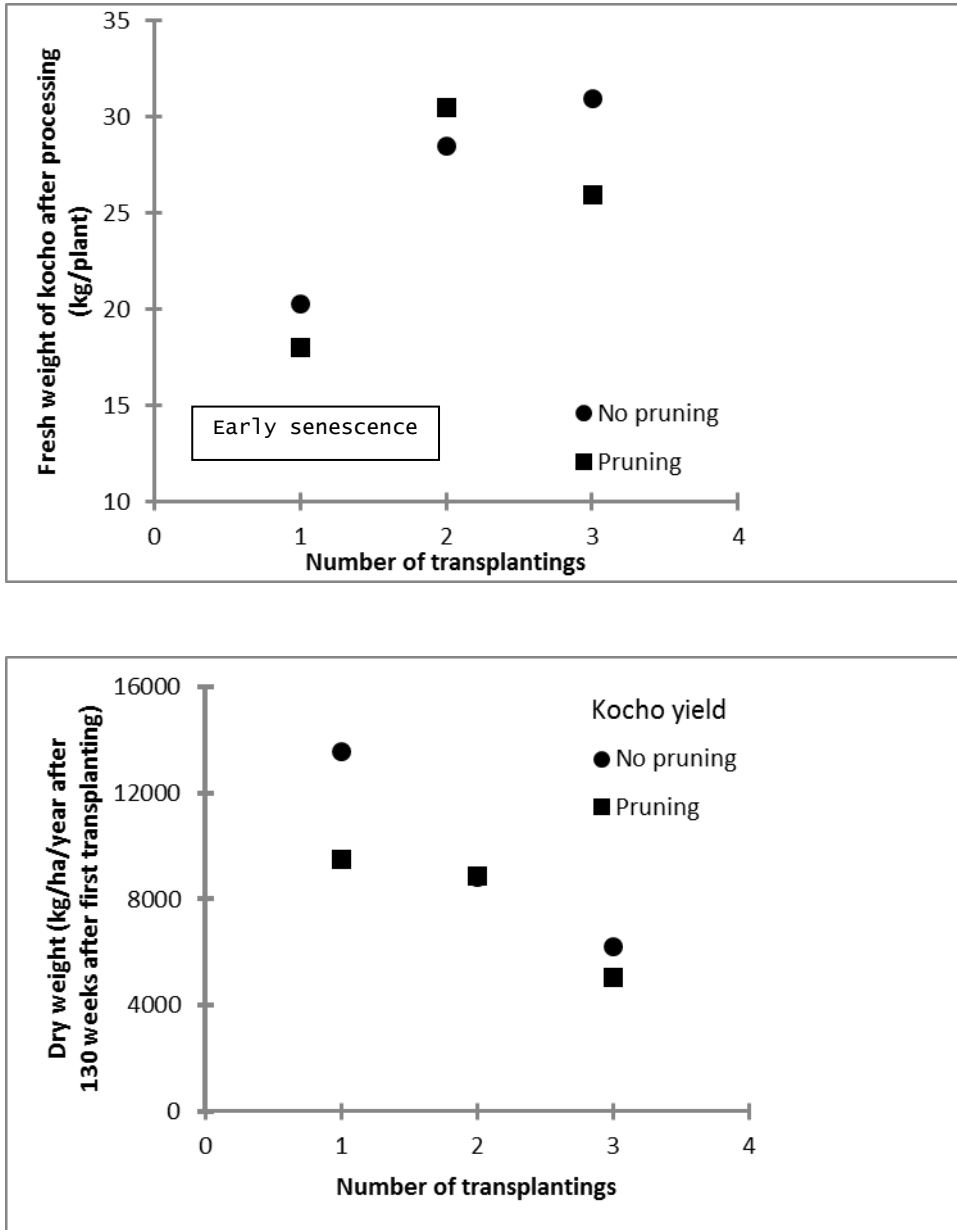 Fresh weight of kocho after processing
(kg/plant)
35
30
25
20
15
10
Early senescence
No pruning
Pruning
0 1 2 3 4
Number of transplantings
Dry weight (kg/ha/year after
130 weeks after first transplanting)
16000
12000
8000
4000
0
Kocho yield
No pruning
Pruning
0 1 2 3 4
Number of transplantings